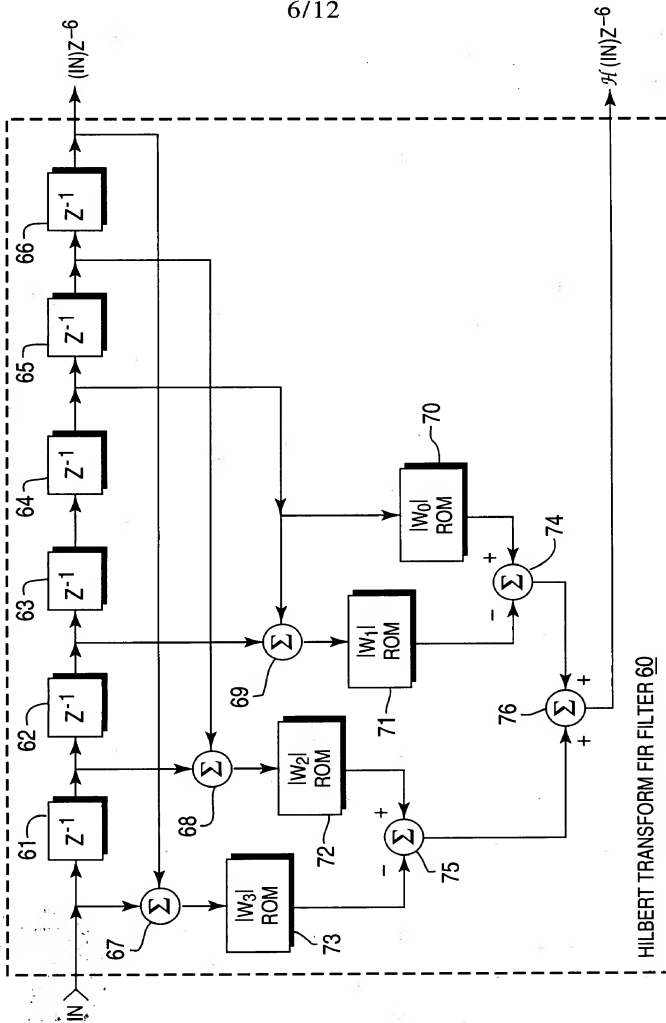 6/12
IN
61
Z⁻¹
62
Z⁻¹
63
Z⁻¹
64
Z⁻¹
65
Z⁻¹
66
Z⁻¹
(IN)Z⁻⁶
67
Σ
68
Σ
69
Σ
|W₃|
ROM
73
|W₂|
ROM
72
|W₁|
ROM
71
|W₀|
ROM
70
−
+
Σ
75
−
+
Σ
74
+
+
Σ
76
ℋ(IN)Z⁻⁶
HILBERT TRANSFORM FIR FILTER 60